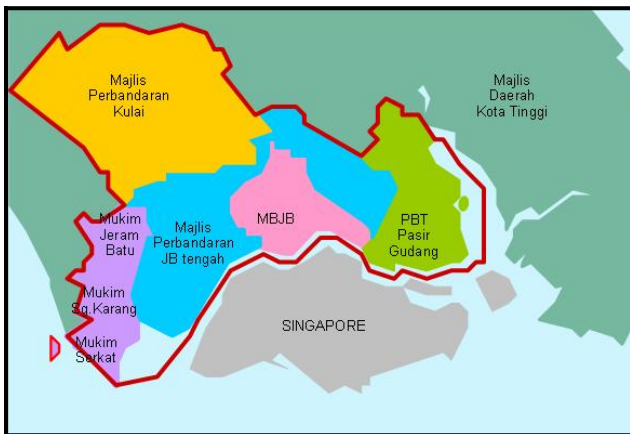 Majlis
Perbandaran
Kulai
Majlis
Daerah
Kota Tinggi
Mukim
Jeram
Batu
Majlis
Perbandaran
JB tengah
MBJB
PBT
Pasir
Gudang
Mukim
Sg.Karang
Mukim
Serkat
SINGAPORE